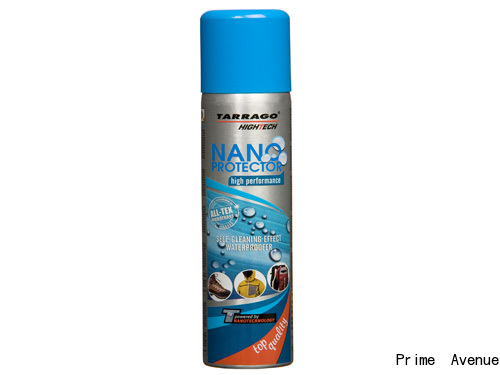 TARRAGO
HIGHTECH
NANO
PROTECTOR
high performance
ALL-TEX
SELF-CLEANING EFFECT
WATERPROOFER
T powered by
NANOTECHNOLOGY
top quality
Prime Avenue